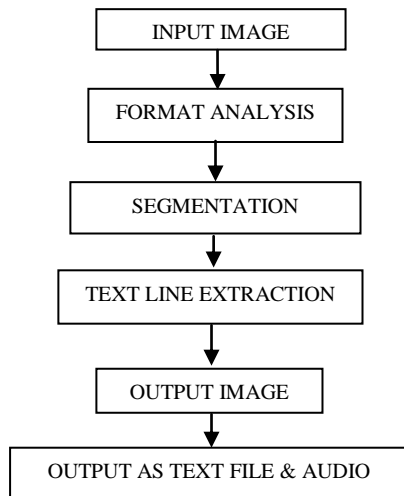 INPUT IMAGE
FORMAT ANALYSIS
SEGMENTATION
TEXT LINE EXTRACTION
OUTPUT IMAGE
OUTPUT AS TEXT FILE & AUDIO